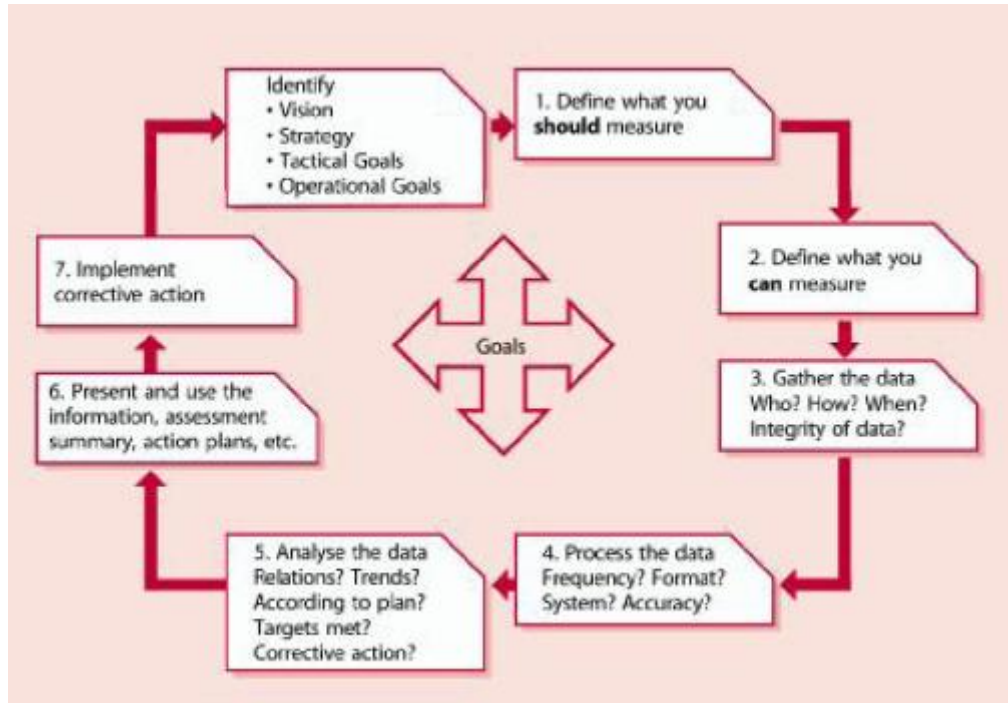 Identify
• Vision
• Strategy
• Tactical Goals
• Operational Goals
1. Define what you
should measure
2. Define what you
can measure
3. Gather the data
Who? How? When?
Integrity of data?
4. Process the data
Frequency? Format?
System? Accuracy?
5. Analyse the data
Relations? Trends?
According to plan?
Targets met?
Corrective action?
6. Present and use the
information, assessment
summary, action plans, etc.
7. Implement
corrective action
Goals